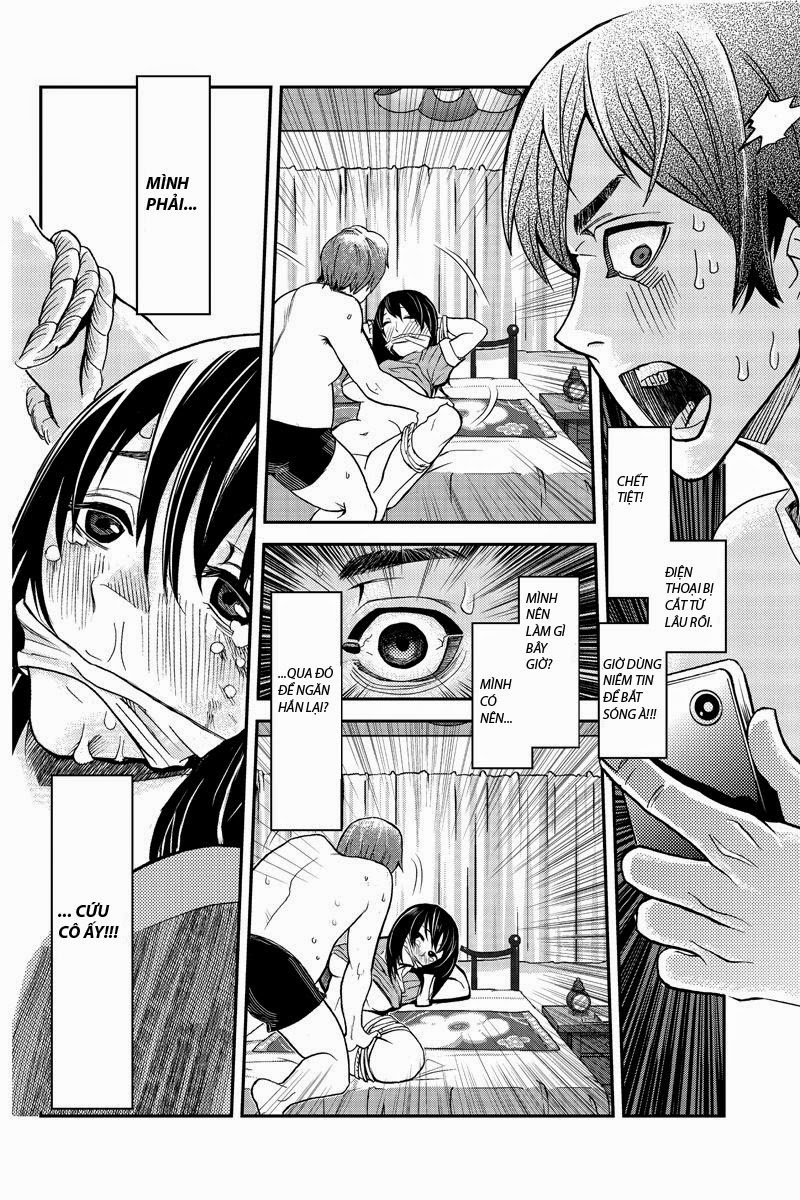 CHẾT
TIỆT!
ĐIỆN
THOẠI BỊ
CẮT TỪ
LÂU RỒI.
GIỜ DÙNG
NIỀM TIN
ĐỂ BẮT
SÓNG À!!!
MÌNH
NÊN
LÀM GÌ
BÂY
GIỜ?
MÌNH
CÓ
NÊN...
...QUA ĐÓ
ĐỂ NGĂN
HẮN LẠI?
MÌNH
PHẢI...
... CỨU
CÔ ẤY!!!